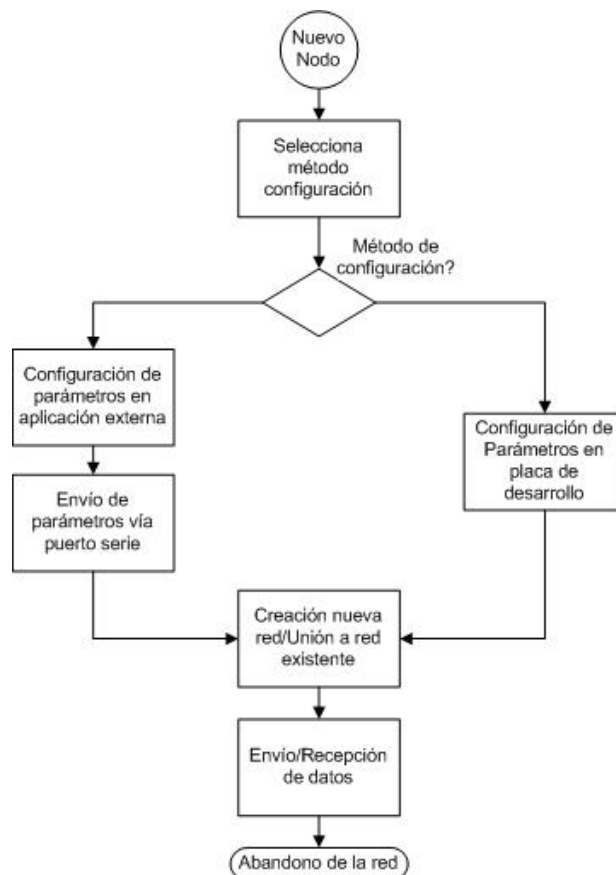 Nuevo
Nodo
Selecciona
método
configuración
Método de
configuración?
Configuración de
parámetros en
aplicación externa
Configuración de
Parámetros en
placa de
desarrollo
Envío de
parámetros vía
puerto serie
Creación nueva
red/Unión a red
existente
Envío/Recepción
de datos
Abandono de la red